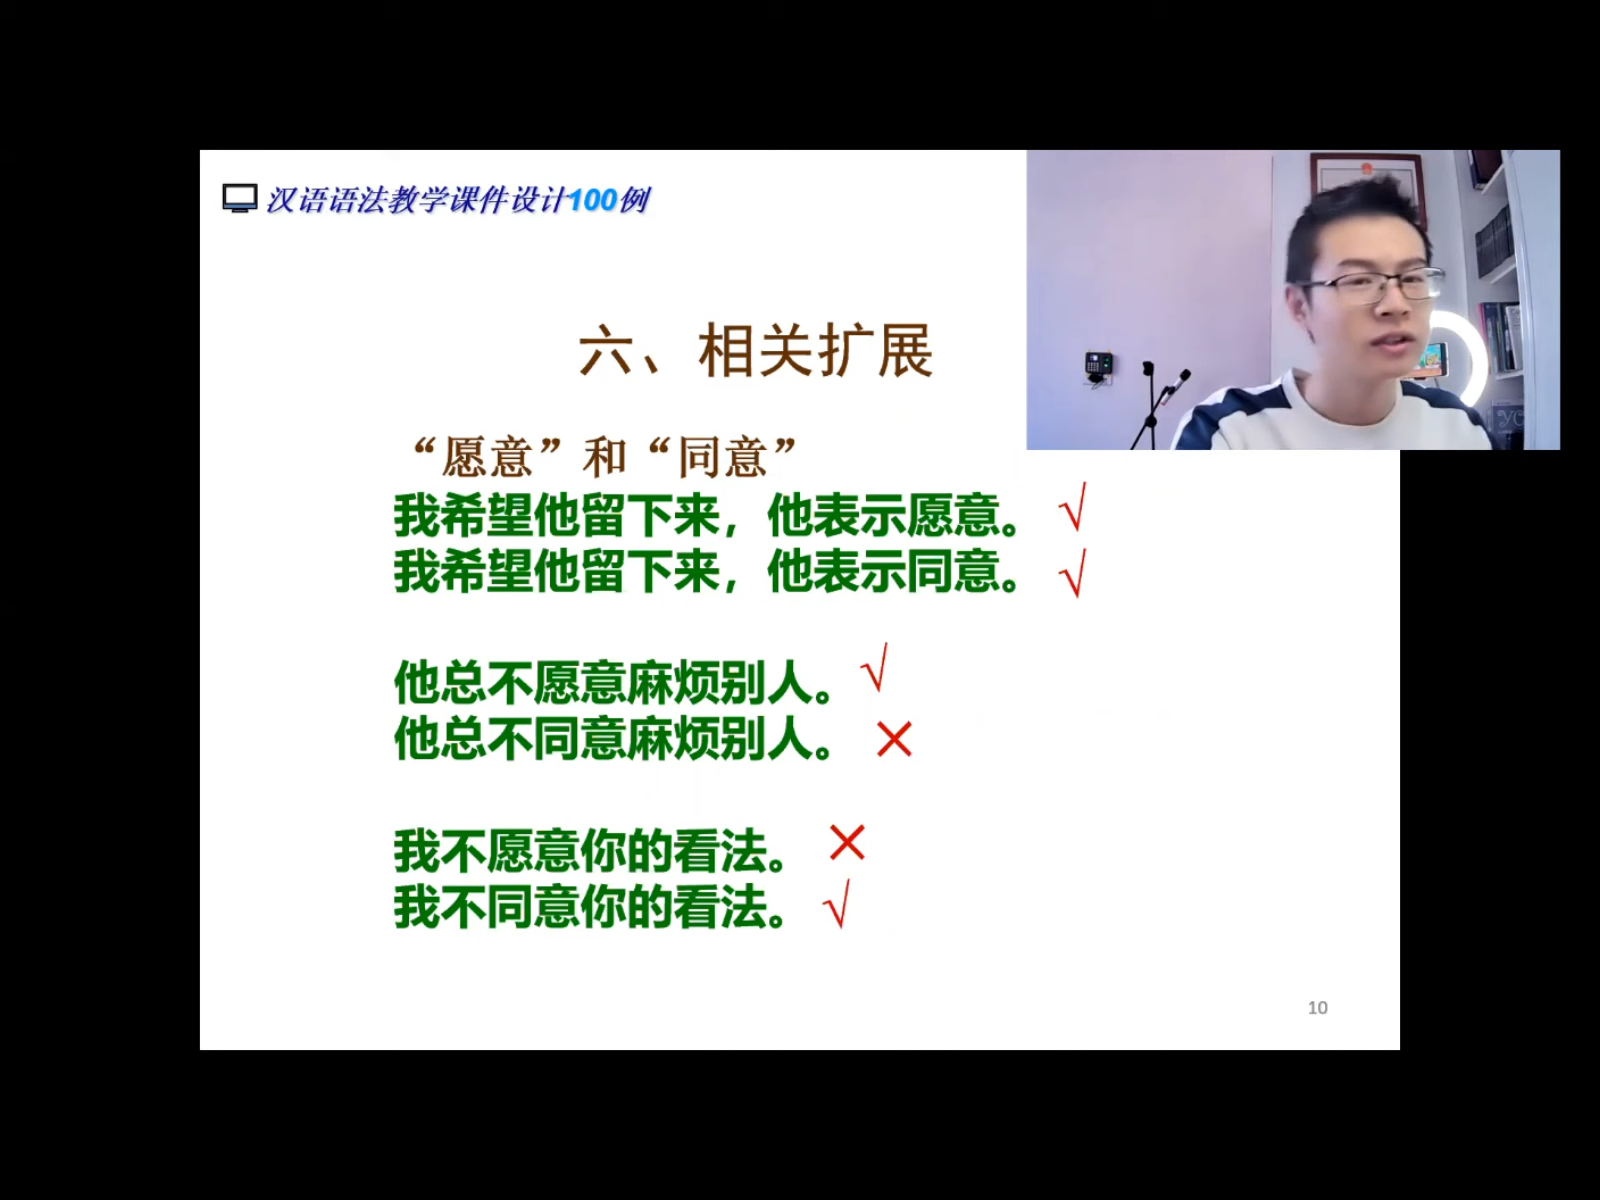 汉语语法教学课件设计100例
六、相关扩展
“愿意”和“同意”
我希望他留下来，他表示愿意。√
我希望他留下来，他表示同意。√
他总不愿意麻烦别人。√
他总不同意麻烦别人。×
我不愿意你的看法。×
我不同意你的看法。√
10